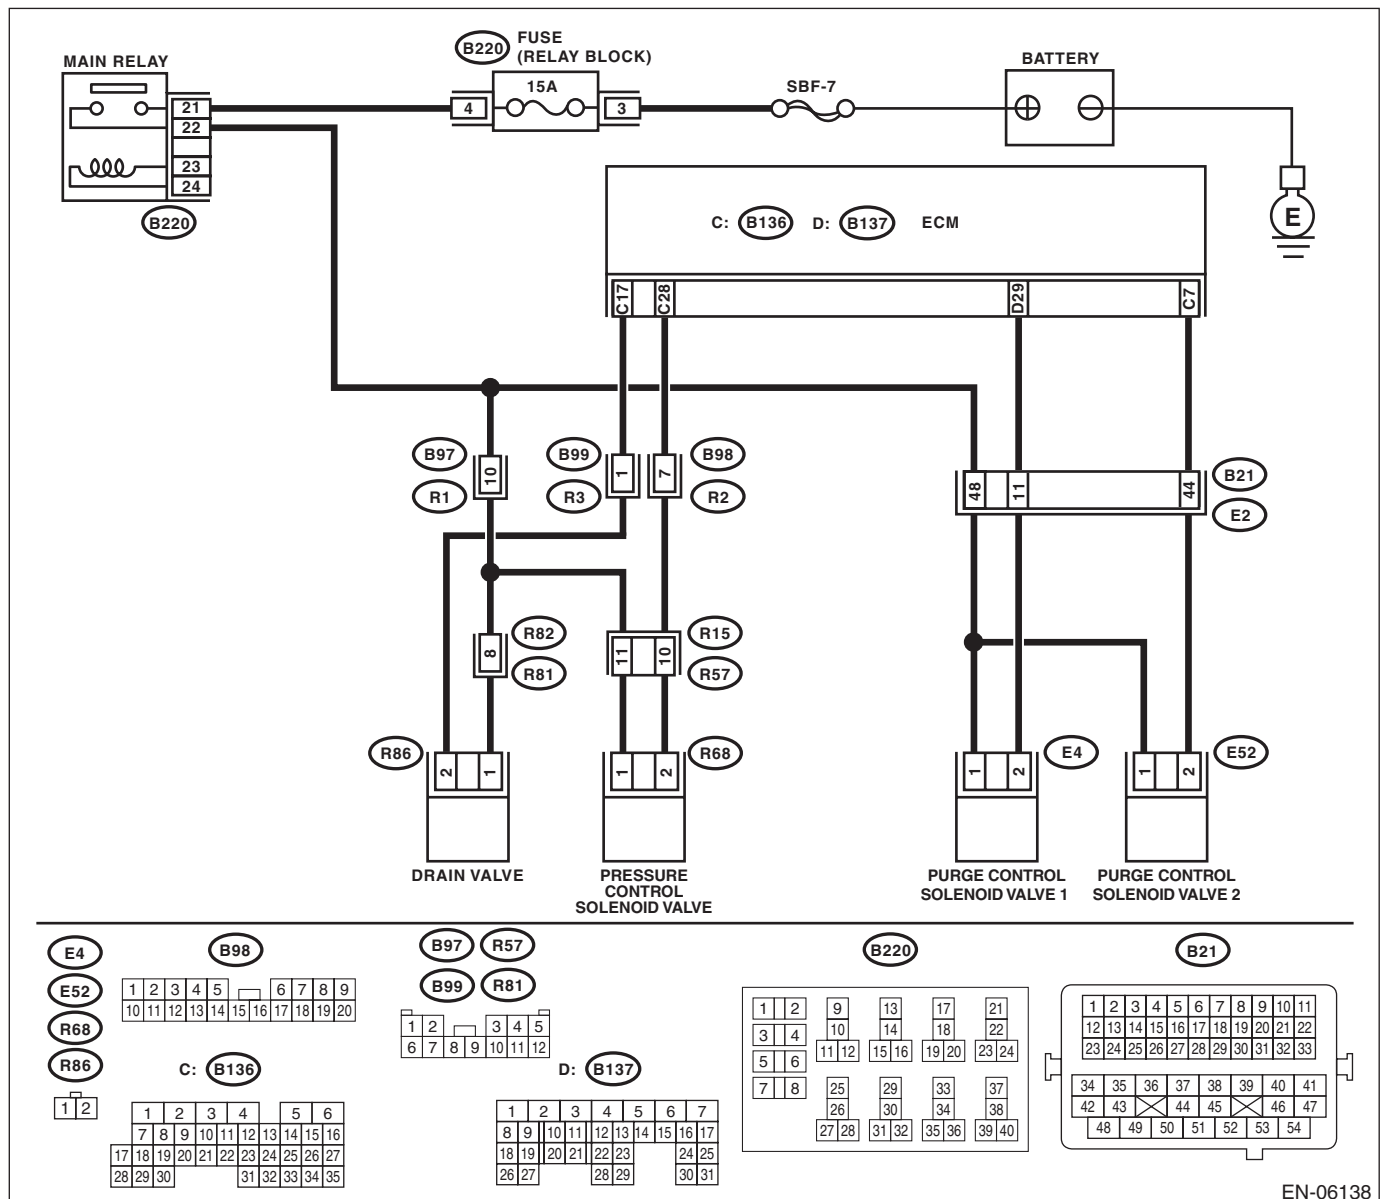 B220
FUSE
(RELAY BLOCK)
MAIN RELAY
15A
SBF-7
BATTERY
21
22
23
24
4
3
B220
E
C: B136 D: B137 ECM
C17
C28
D29
C7
B97
R1
10
B99
R3
1
7
B98
R2
48
11
44
B21
E2
8
R82
R81
11
10
R15
R57
R86
2
1
1
2
R68
1
2
E4
1
2
E52
DRAIN VALVE
PRESSURE
CONTROL
SOLENOID VALVE
PURGE CONTROL
SOLENOID VALVE 1
PURGE CONTROL
SOLENOID VALVE 2
E4
E52
R68
R86
1 2
B98
1 2 3 4 5 6 7 8 9
10 11 12 13 14 15 16 17 18 19 20
C: B136
1 2 3 4 5 6
7 8 9 10 11 12 13 14 15 16
17 18 19 20 21 22 23 24 25 26 27
28 29 30 31 32 33 34 35
B97 R57
B99 R81
1 2 3 4 5
6 7 8 9 10 11 12
D: B137
1 2 3 4 5 6 7
8 9 10 11 12 13 14 15 16 17
18 19 20 21 22 23 24 25
26 27 28 29 30 31
B220
1 2 9 13 17 21
3 4 10 14 18 22
5 6 11 12 15 16 19 20 23 24
7 8 25 29 33 37
26 30 34 38
27 28 31 32 35 36 39 40
B21
1 2 3 4 5 6 7 8 9 10 11
12 13 14 15 16 17 18 19 20 21 22
23 24 25 26 27 28 29 30 31 32 33
34 35 36 37 38 39 40 41
42 43 44 45 46 47
48 49 50 51 52 53 54
EN-06138